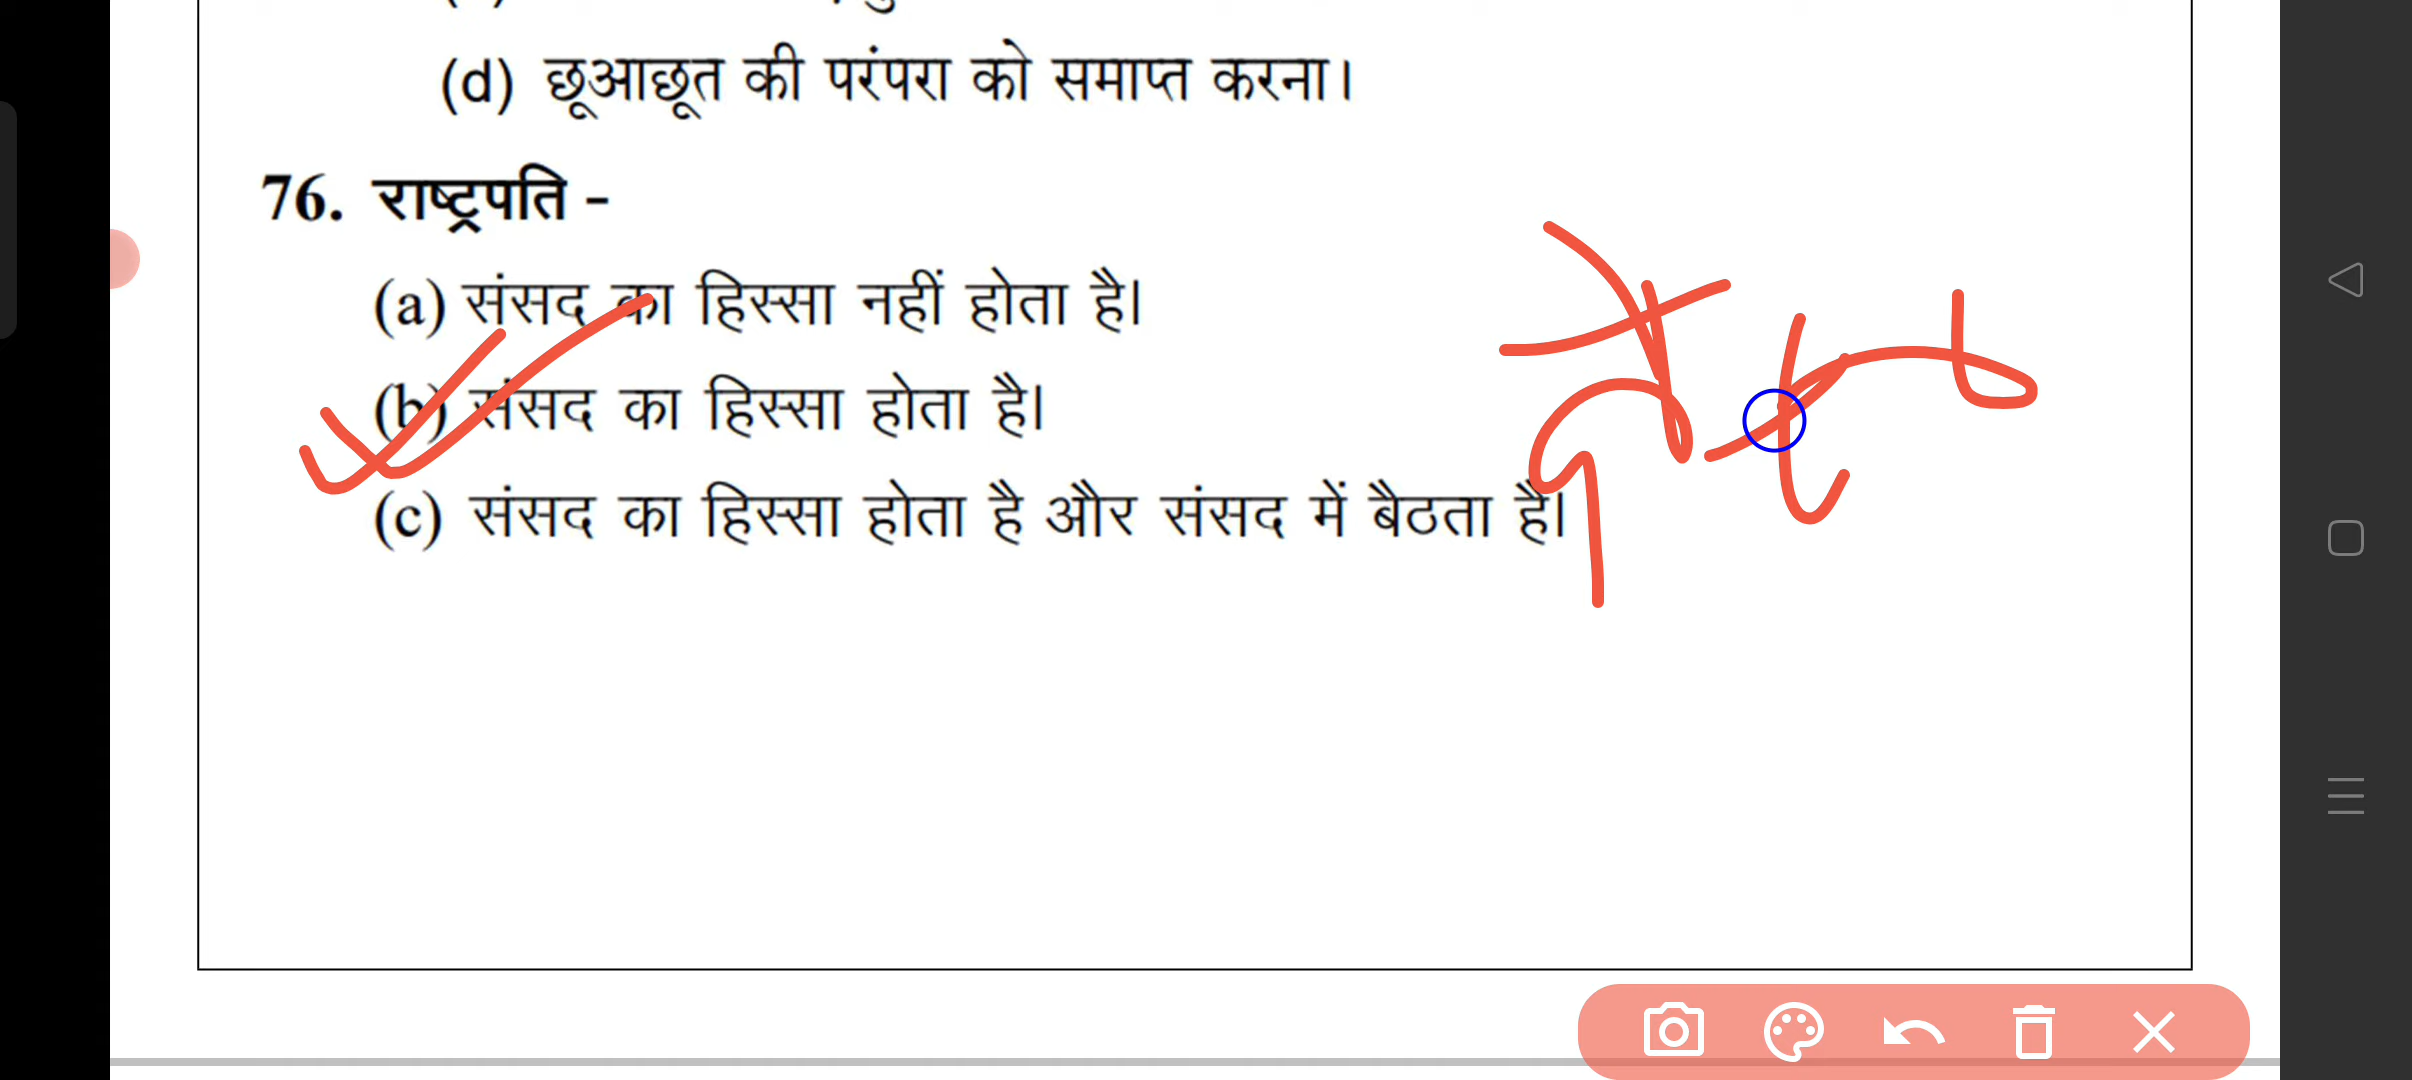 (d) छूआछूत की परंपरा को समाप्त करना।
76. राष्ट्रपति -
(a) संसद का हिस्सा नहीं होता है।
(b) संसद का हिस्सा होता है।
(c) संसद का हिस्सा होता है और संसद में बैठता है।